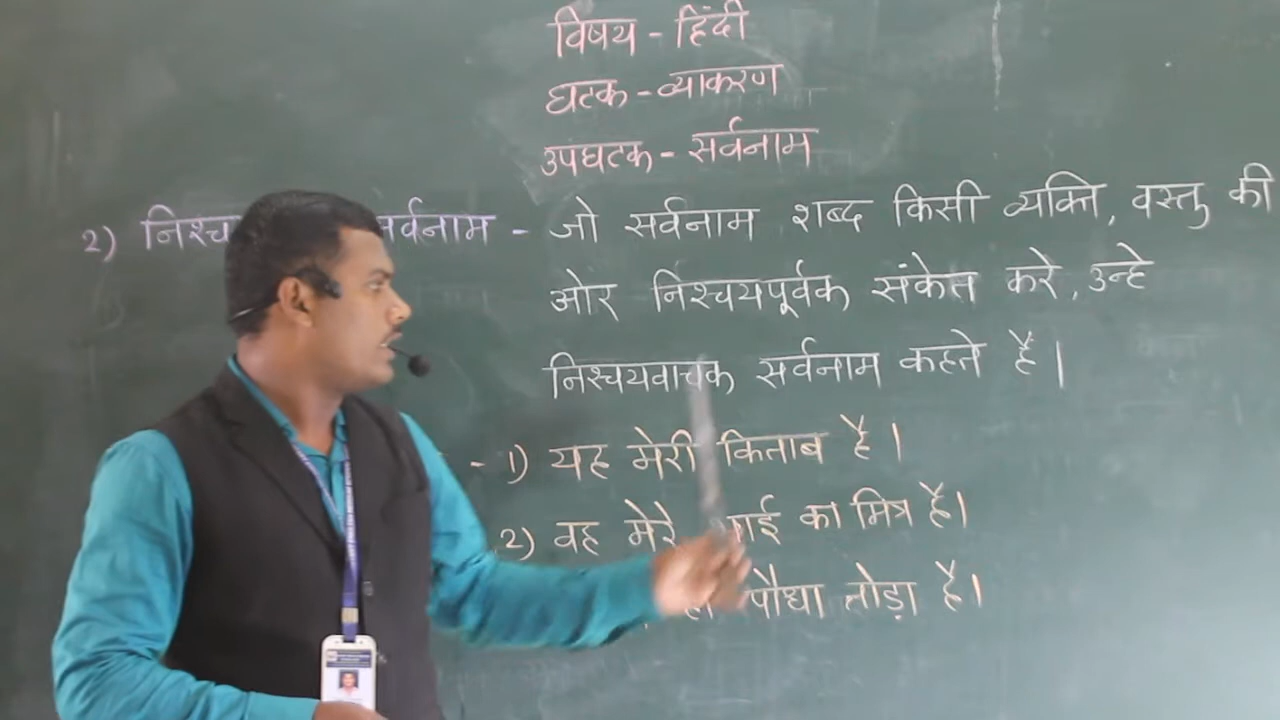 विषय - हिंदी
घटक - व्याकरण
उपघटक - सर्वनाम
2) निश्च सर्वनाम - जो सर्वनाम शब्द किसी व्यक्ति, वस्तु की
ओर निश्चयपूर्वक संकेत करे, उन्हे
निश्चयवाचक सर्वनाम कहते है।
- 1) यह मेरी किताब है।
2) वह मेरे का मित्र है।
पौधा तोड़ा है।